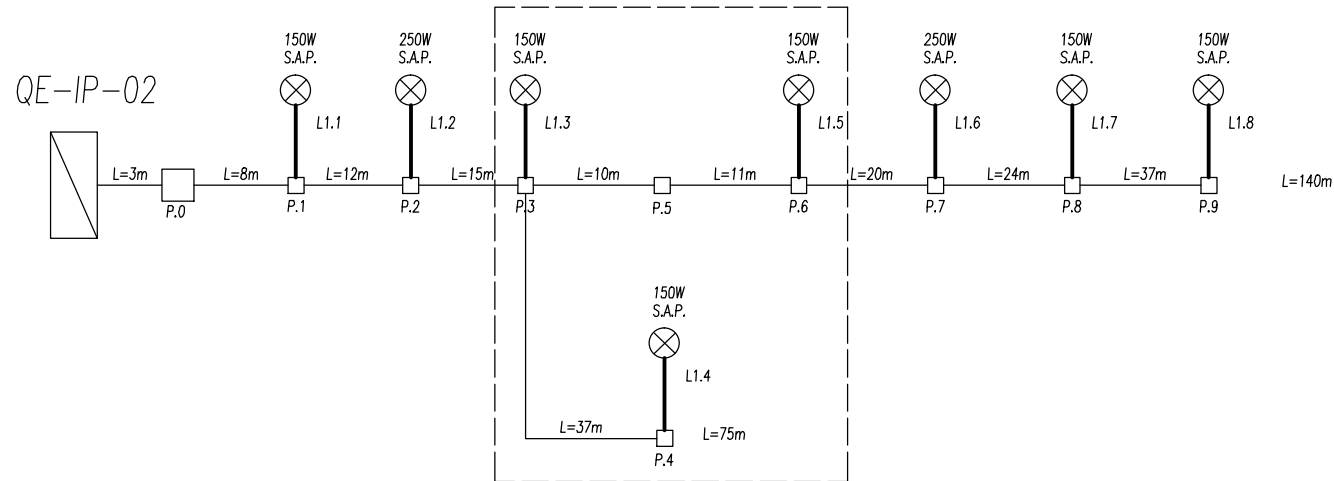 150W
S.A.P.
250W
S.A.P.
150W
S.A.P.
150W
S.A.P.
250W
S.A.P.
150W
S.A.P.
150W
S.A.P.
QE-IP-02
L1.1
L1.2
L1.3
L1.5
L1.6
L1.7
L1.8
L=3m
L=8m
L=12m
L=15m
L=10m
L=11m
L=20m
L=24m
L=37m
L=140m
P.0
P.1
P.2
P.3
P.5
P.6
P.7
P.8
P.9
150W
S.A.P.
L1.4
L=37m
L=75m
P.4